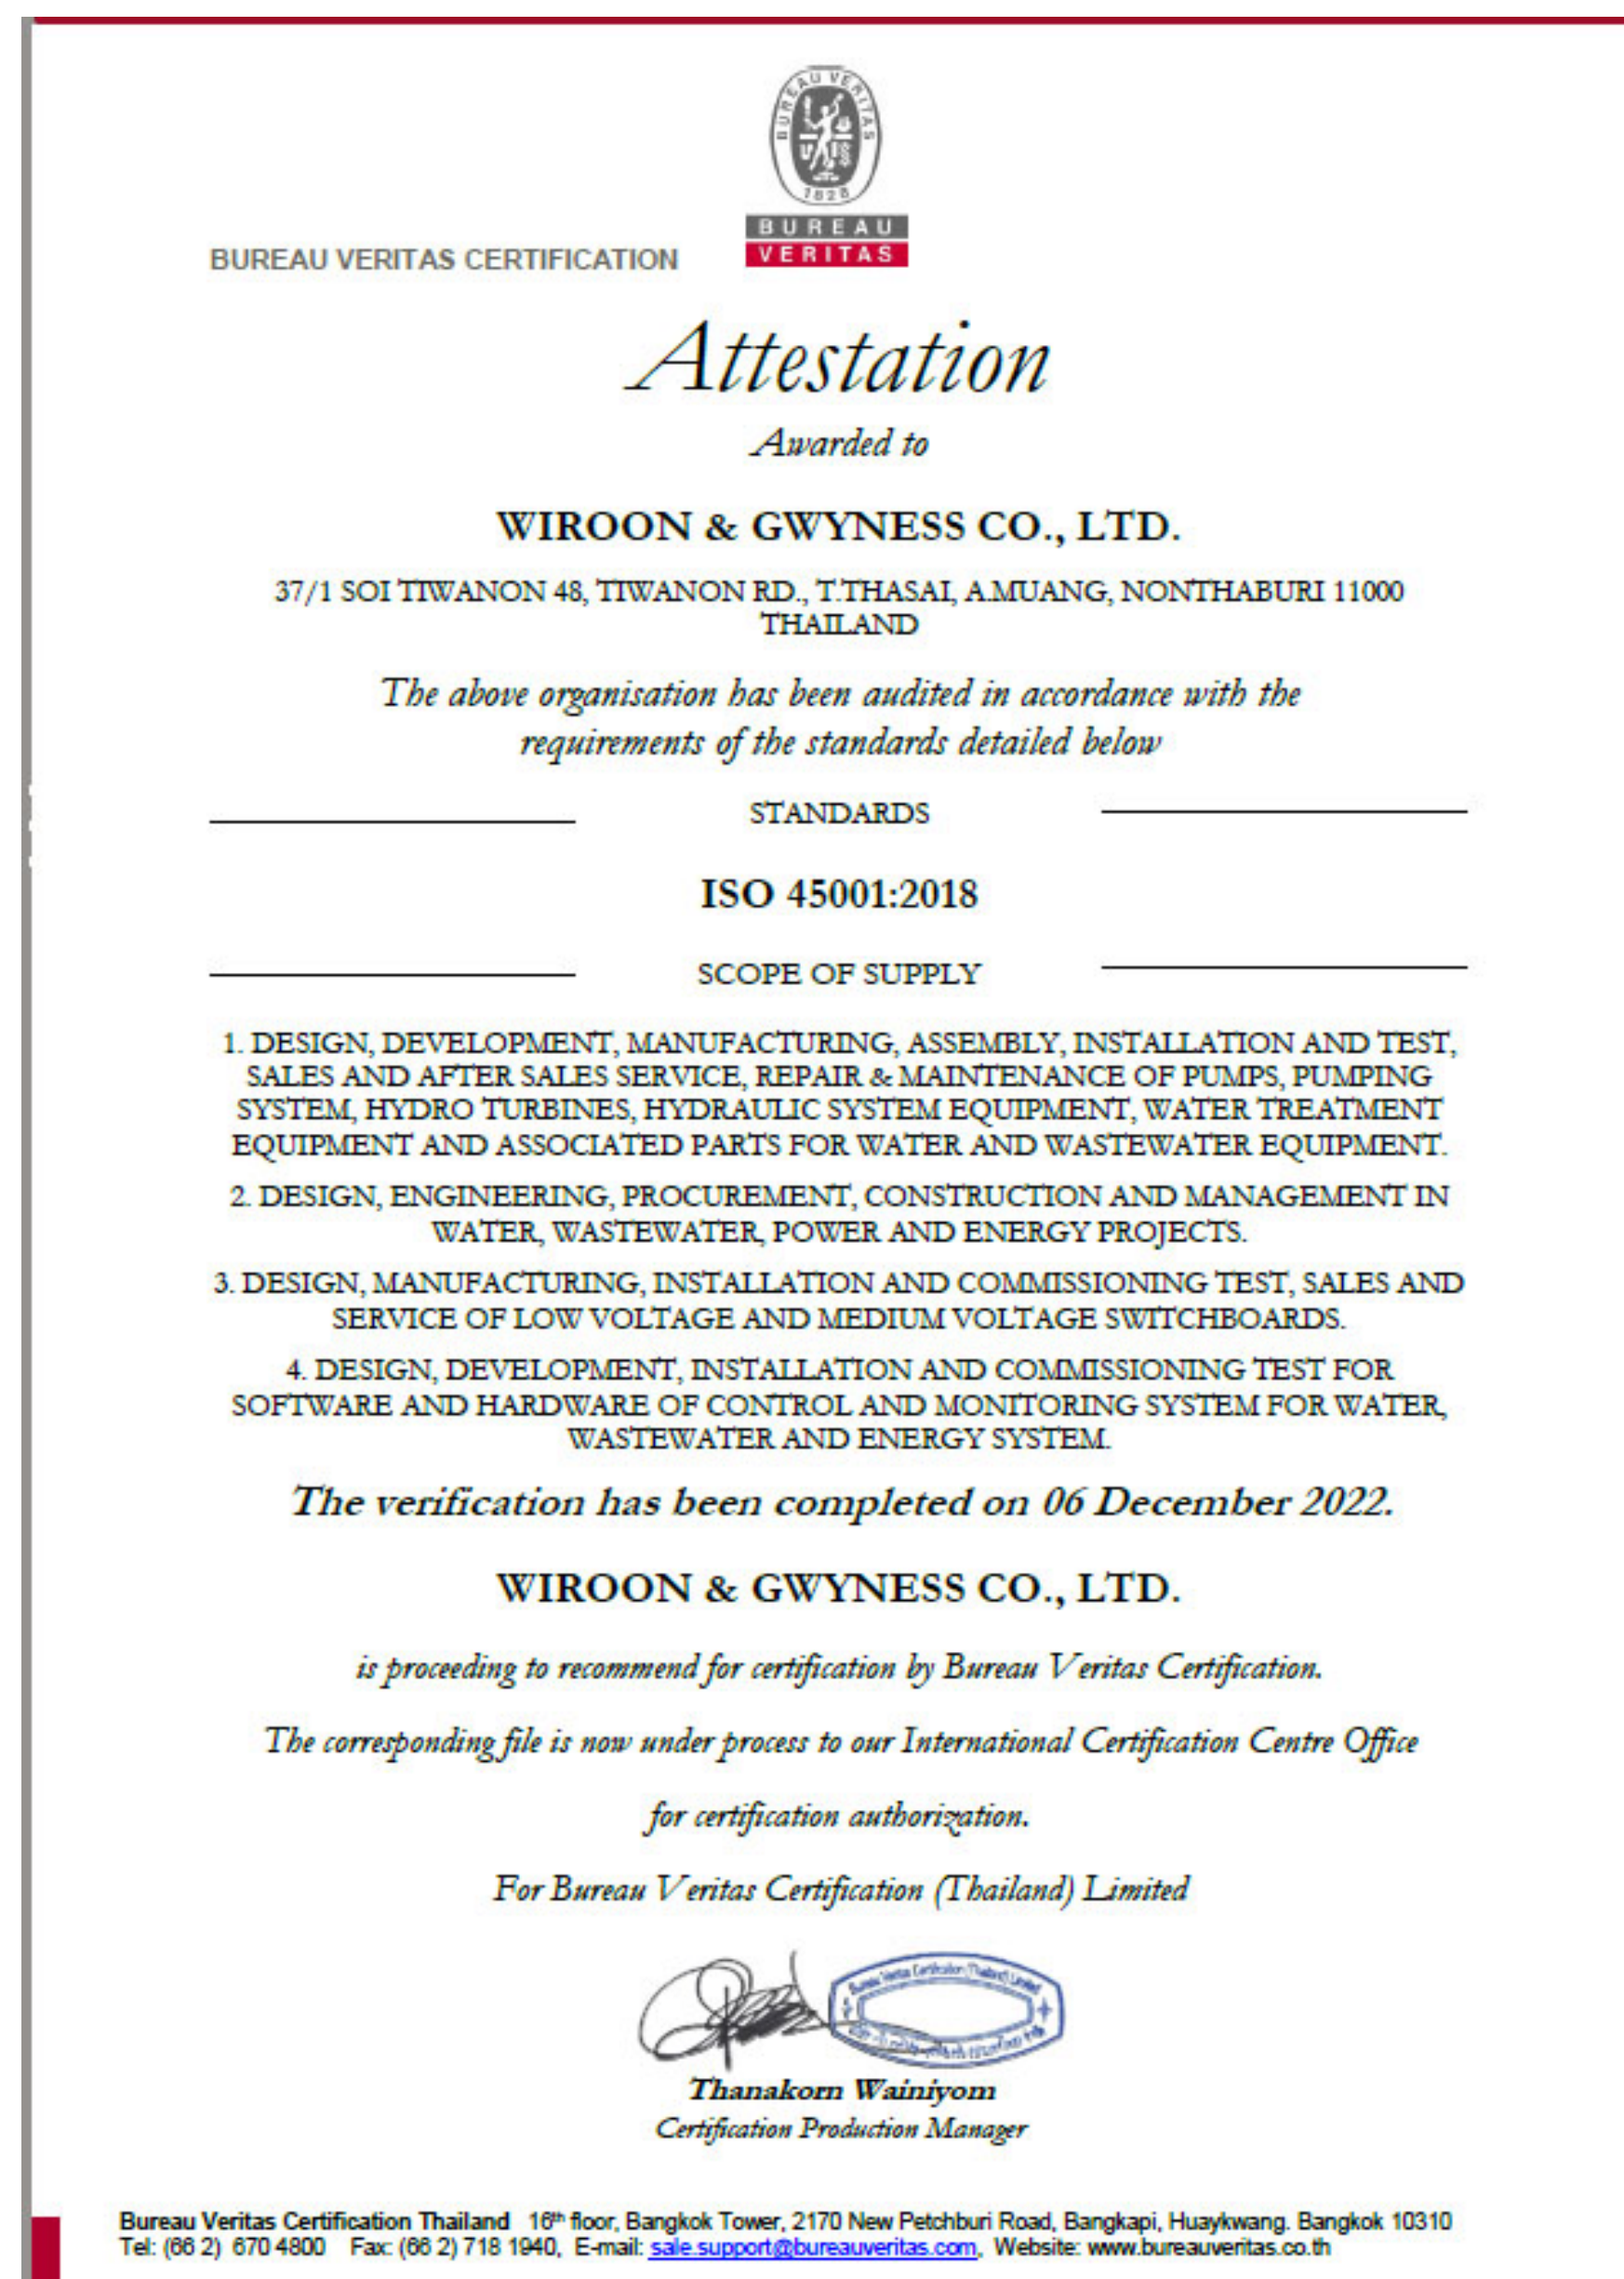 BUREAU VERITAS
1828
BUREAU
VERITAS
BUREAU VERITAS CERTIFICATION
Attestation
Awarded to
WIROON & GWYNESS CO., LTD.
37/1 SOI TIWANON 48, TIWANON RD., T.THASAI, A.MUANG, NONTHABURI 11000
THAILAND
The above organisation has been audited in accordance with the
requirements of the standards detailed below
STANDARDS
ISO 45001:2018
SCOPE OF SUPPLY
1. DESIGN, DEVELOPMENT, MANUFACTURING, ASSEMBLY, INSTALLATION AND TEST,
SALES AND AFTER SALES SERVICE, REPAIR & MAINTENANCE OF PUMPS, PUMPING
SYSTEM, HYDRO TURBINES, HYDRAULIC SYSTEM EQUIPMENT, WATER TREATMENT
EQUIPMENT AND ASSOCIATED PARTS FOR WATER AND WASTEWATER EQUIPMENT.
2. DESIGN, ENGINEERING, PROCUREMENT, CONSTRUCTION AND MANAGEMENT IN
WATER, WASTEWATER, POWER AND ENERGY PROJECTS.
3. DESIGN, MANUFACTURING, INSTALLATION AND COMMISSIONING TEST, SALES AND
SERVICE OF LOW VOLTAGE AND MEDIUM VOLTAGE SWITCHBOARDS.
4. DESIGN, DEVELOPMENT, INSTALLATION AND COMMISSIONING TEST FOR
SOFTWARE AND HARDWARE OF CONTROL AND MONITORING SYSTEM FOR WATER,
WASTEWATER AND ENERGY SYSTEM.
The verification has been completed on 06 December 2022.
WIROON & GWYNESS CO., LTD.
is proceeding to recommend for certification by Bureau Veritas Certification.
The corresponding file is now under process to our International Certification Centre Office
for certification authorization.
For Bureau Veritas Certification (Thailand) Limited
Bureau Veritas Certification (Thailand) Limited
Thanakorn Wainiyom
Certification Production Manager
Bureau Veritas Certification Thailand 16th floor, Bangkok Tower, 2170 New Petchburi Road, Bangkapi, Huaykwang. Bangkok 10310
Tel: (66 2) 670 4800 Fax: (66 2) 718 1940, E-mail: sale.support@bureauveritas.com, Website: www.bureauveritas.co.th